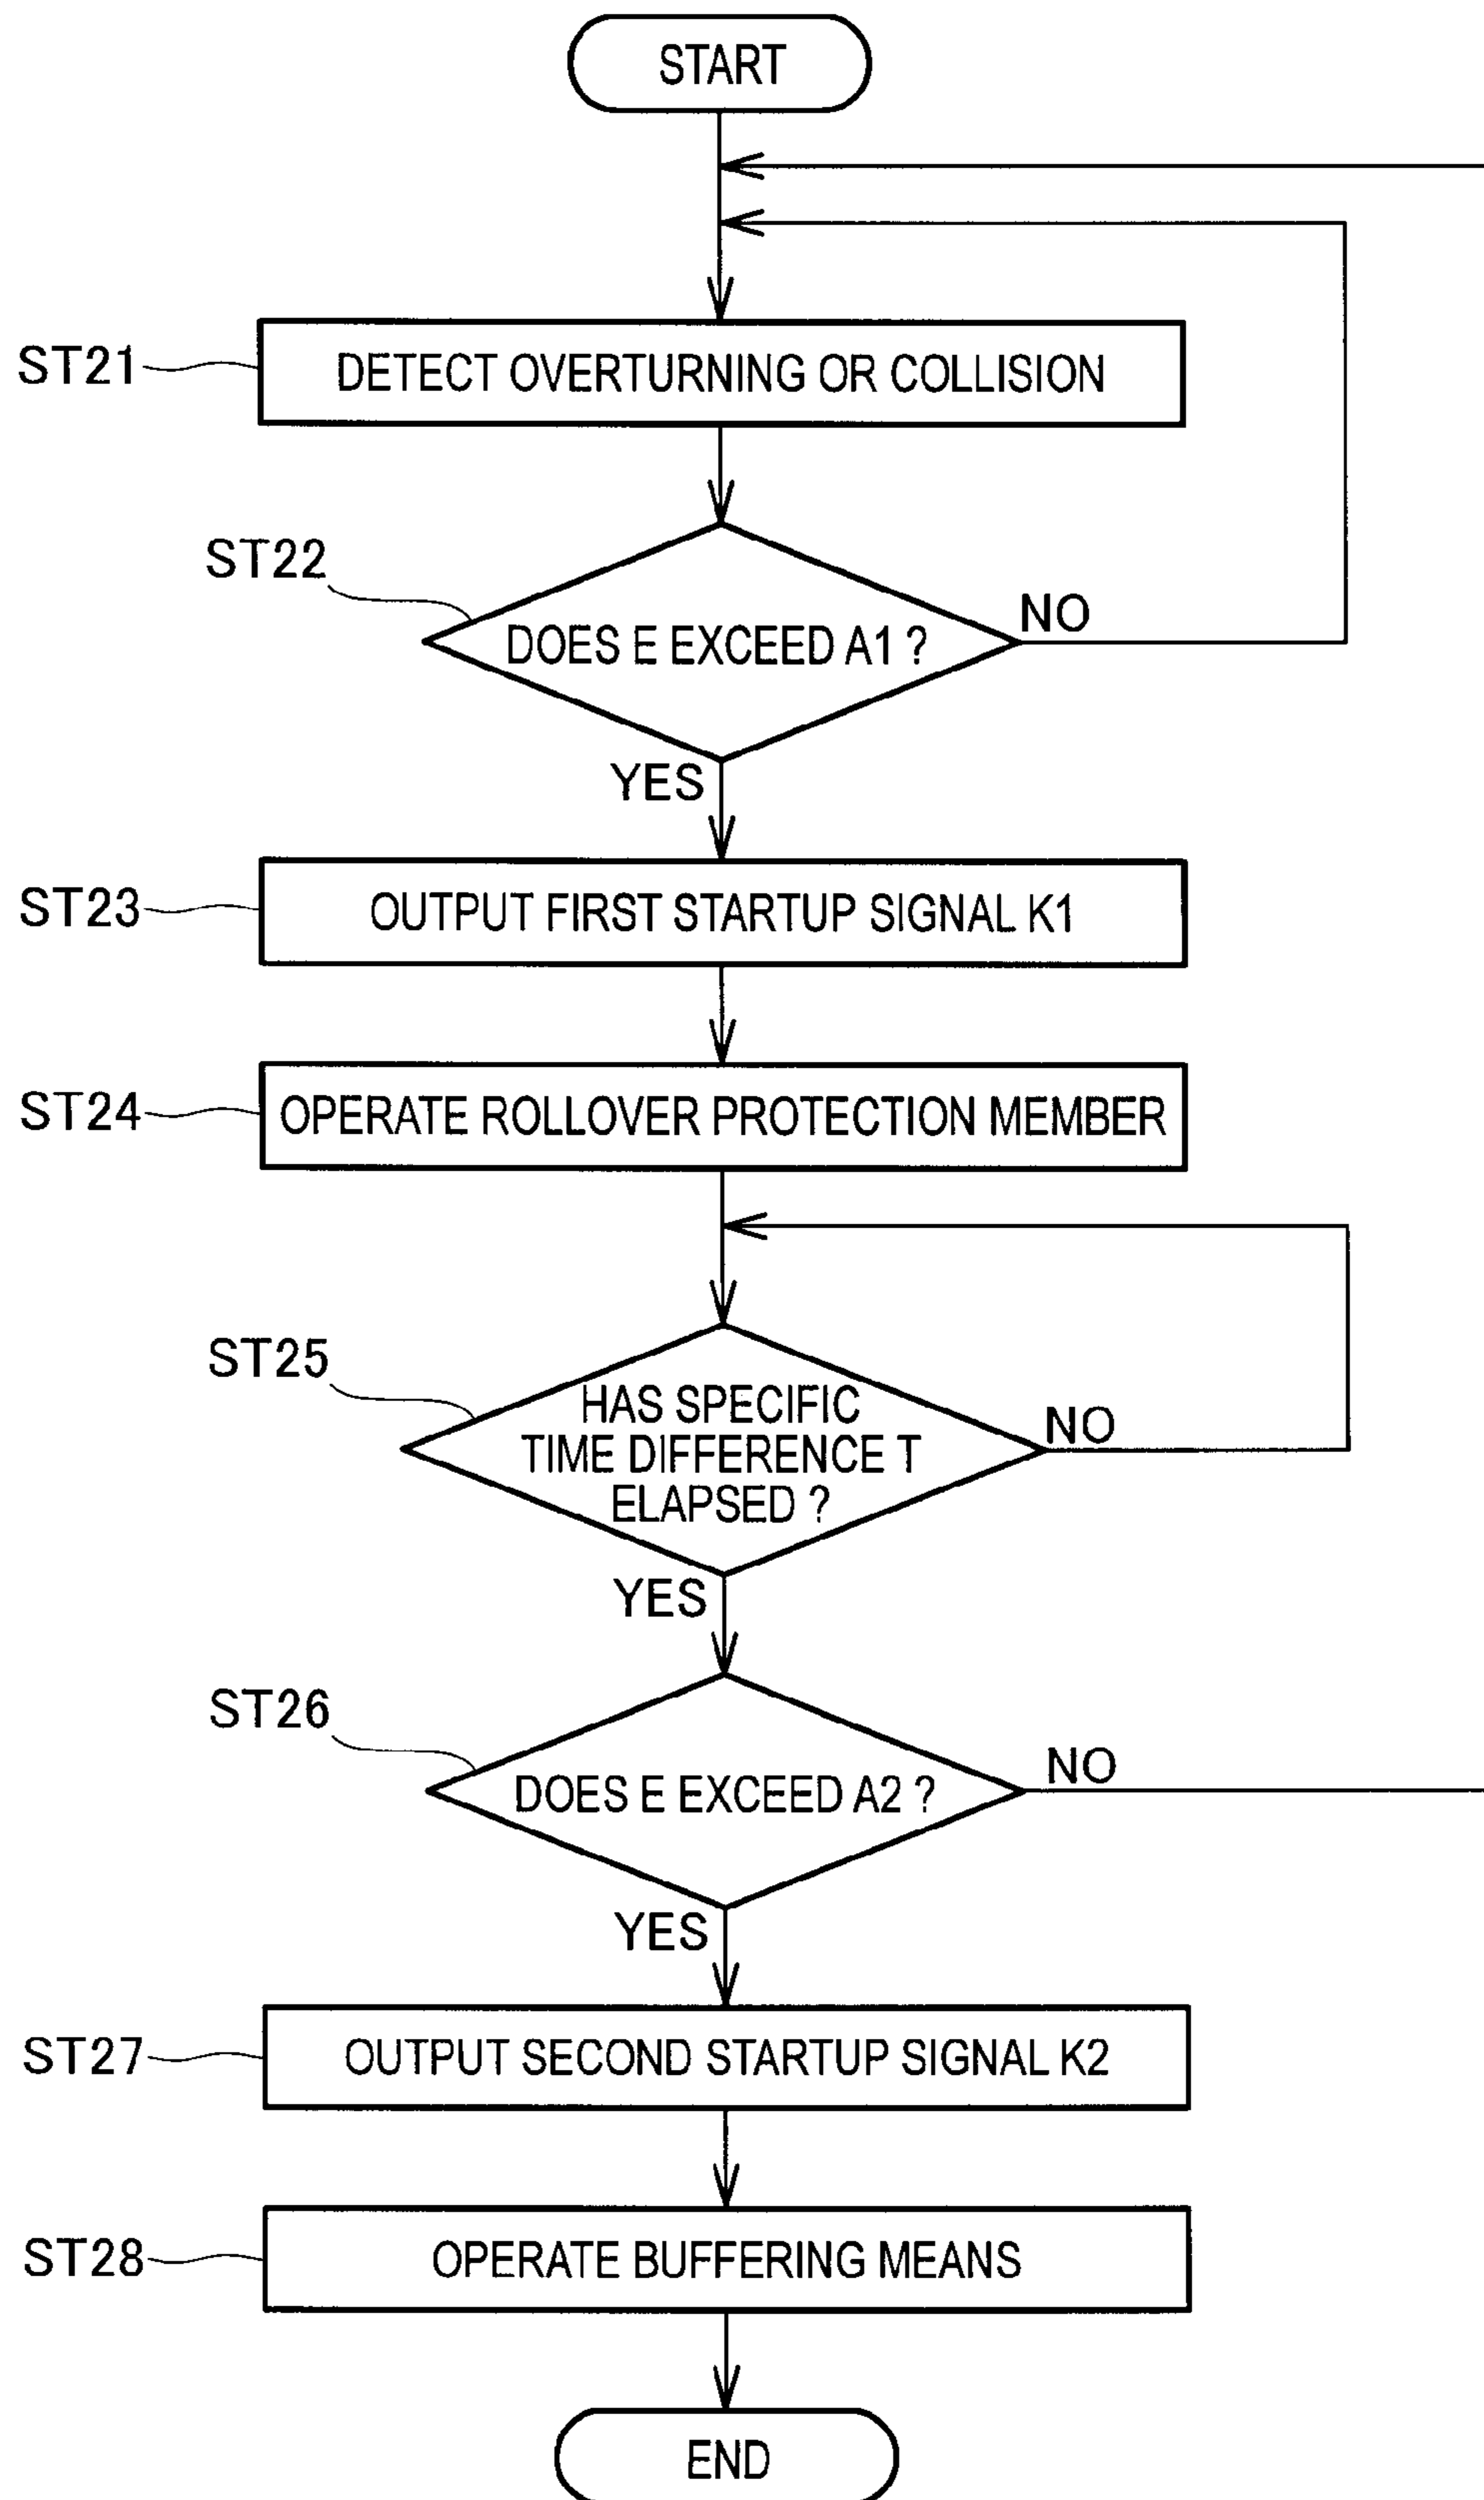 START
ST21
DETECT OVERTURNING OR COLLISION
ST22
DOES E EXCEED A1 ?
NO
YES
ST23
OUTPUT FIRST STARTUP SIGNAL K1
ST24
OPERATE ROLLOVER PROTECTION MEMBER
ST25
HAS SPECIFIC
TIME DIFFERENCE T
ELAPSED ?
NO
YES
ST26
DOES E EXCEED A2 ?
NO
YES
ST27
OUTPUT SECOND STARTUP SIGNAL K2
ST28
OPERATE BUFFERING MEANS
END